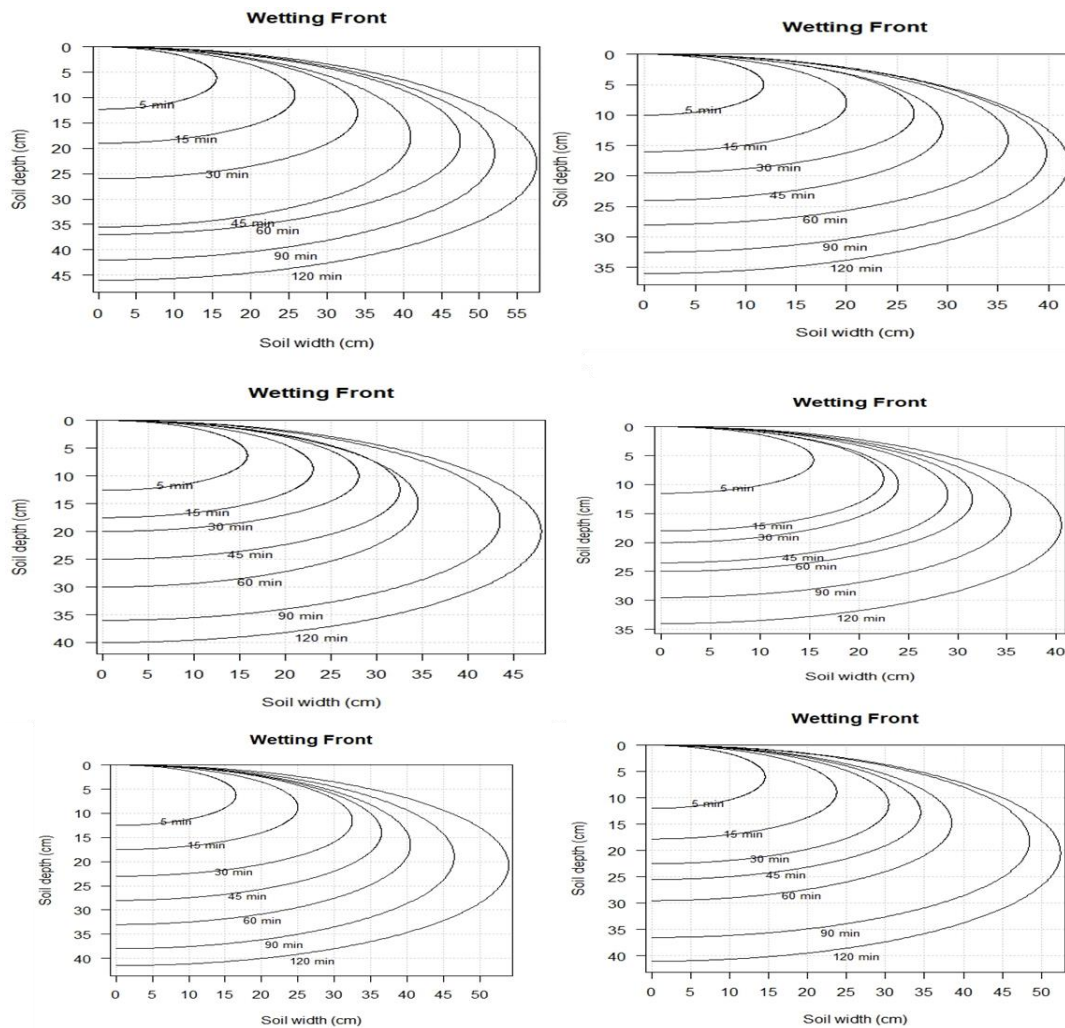 Wetting Front
Soil depth (cm)
0
5
10
15
20
25
30
35
40
45
5 min
15 min
30 min
45 min
60 min
90 min
120 min
0 5 10 15 20 25 30 35 40 45 50 55
Soil width (cm)
Wetting Front
Soil depth (cm)
0
5
10
15
20
25
30
35
5 min
15 min
30 min
45 min
60 min
90 min
120 min
0 5 10 15 20 25 30 35 40
Soil width (cm)
Wetting Front
Soil depth (cm)
0
5
10
15
20
25
30
35
40
5 min
15 min
30 min
45 min
60 min
90 min
120 min
0 5 10 15 20 25 30 35 40 45
Soil width (cm)
Wetting Front
Soil depth (cm)
0
5
10
15
20
25
30
35
5 min
15 min
30 min
45 min
60 min
90 min
120 min
0 5 10 15 20 25 30 35 40
Soil width (cm)
Wetting Front
Soil depth (cm)
0
5
10
15
20
25
30
35
40
5 min
15 min
30 min
45 min
60 min
90 min
120 min
0 5 10 15 20 25 30 35 40 45 50
Soil width (cm)
Wetting Front
Soil depth (cm)
0
5
10
15
20
25
30
35
40
5 min
15 min
30 min
45 min
60 min
90 min
120 min
0 5 10 15 20 25 30 35 40 45 50
Soil width (cm)